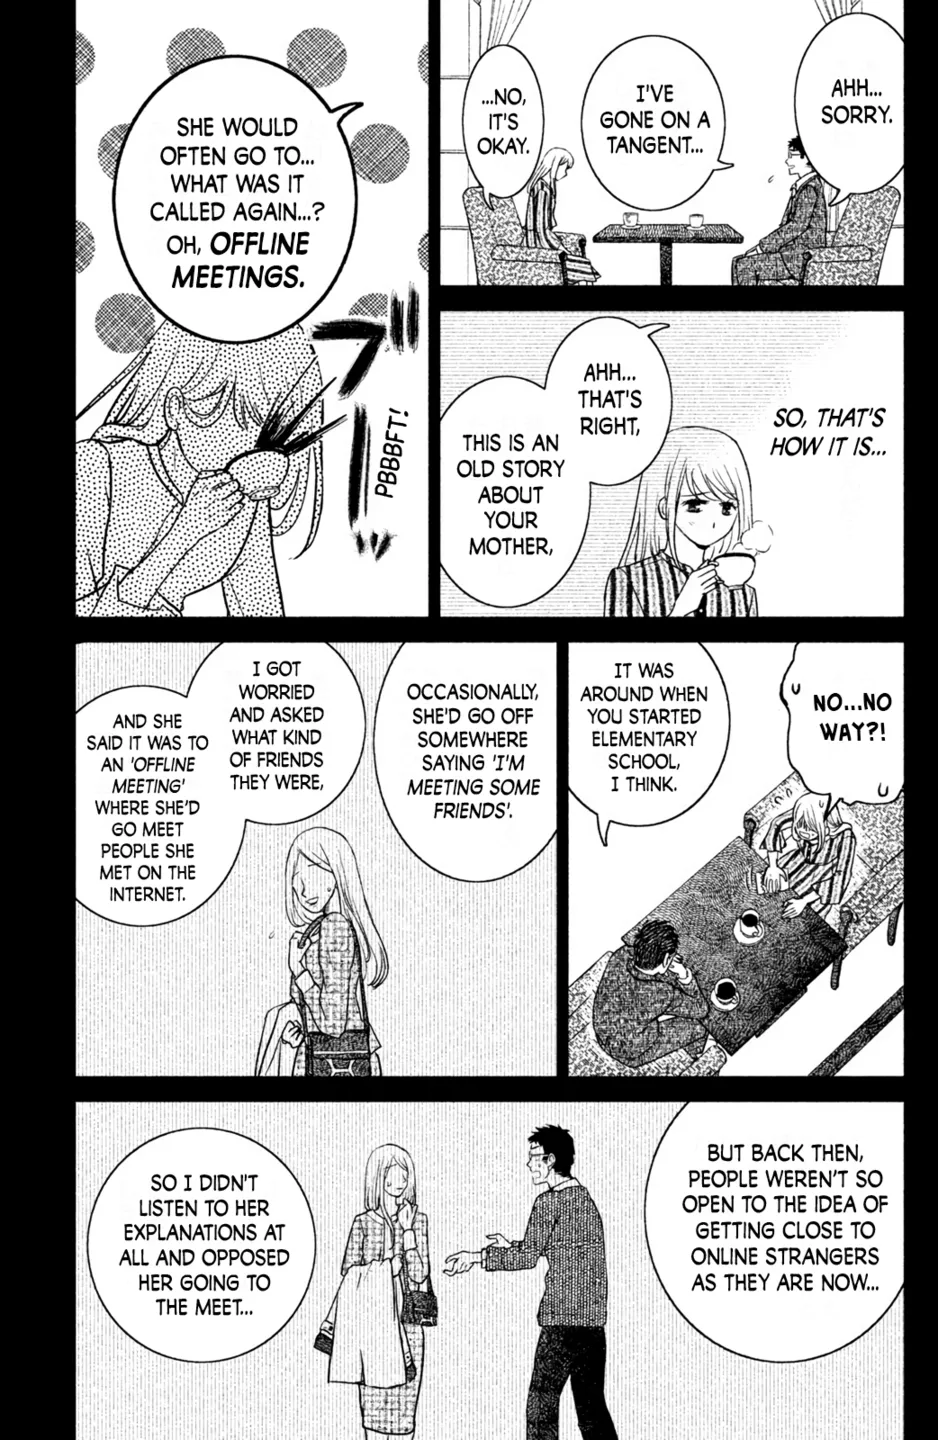 AHH...
SORRY.
I'VE
GONE ON A
TANGENT...
...NO,
IT'S
OKAY.
SO, THAT'S
HOW IT IS...
AHH...
THAT'S
RIGHT,
THIS IS AN
OLD STORY
ABOUT
YOUR
MOTHER,
SHE WOULD
OFTEN GO TO...
WHAT WAS IT
CALLED AGAIN...?
OH, OFFLINE
MEETINGS.
ブーッ
PBBBFT!
NO...NO
WAY?!
IT WAS
AROUND WHEN
YOU STARTED
ELEMENTARY
SCHOOL,
I THINK.
OCCASIONALLY,
SHE'D GO OFF
SOMEWHERE
SAYING 'I'M
MEETING SOME
FRIENDS'.
I GOT
WORRIED
AND ASKED
WHAT KIND
OF FRIENDS
THEY WERE,
AND SHE
SAID IT WAS TO
AN 'OFFLINE
MEETING'
WHERE SHE'D
GO MEET
PEOPLE SHE
MET ON THE
INTERNET.
BUT BACK THEN,
PEOPLE WEREN'T SO
OPEN TO THE IDEA OF
GETTING CLOSE TO
ONLINE STRANGERS
AS THEY ARE NOW...
SO I DIDN'T
LISTEN TO HER
EXPLANATIONS AT
ALL AND OPPOSED
HER GOING TO
THE MEET...